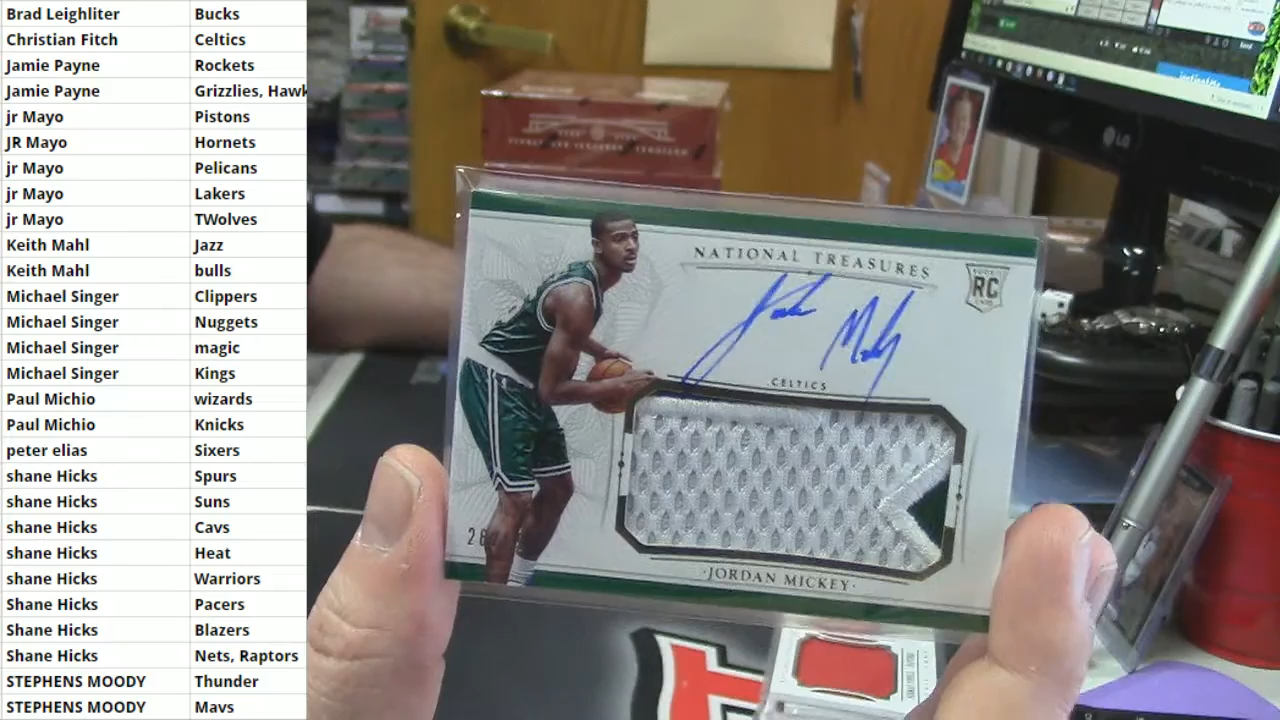 Brad Leighliter Bucks
Christian Fitch Celtics
Jamie Payne Rockets
Jamie Payne Grizzlies, Hawk
jr Mayo Pistons
JR Mayo Hornets
jr Mayo Pelicans
jr Mayo Lakers
jr Mayo TWolves
Keith Mahl Jazz
Keith Mahl bulls
Michael Singer Clippers
Michael Singer Nuggets
Michael Singer magic
Michael Singer Kings
Paul Michio wizards
Paul Michio Knicks
peter elias Sixers
shane Hicks Spurs
shane Hicks Suns
shane Hicks Cavs
shane Hicks Heat
shane Hicks Warriors
Shane Hicks Pacers
Shane Hicks Blazers
Shane Hicks Nets, Raptors
STEPHENS MOODY Thunder
STEPHENS MOODY Mavs
LG
NATIONAL TREASURES
RC
CELTICS
·JORDAN MICKEY·